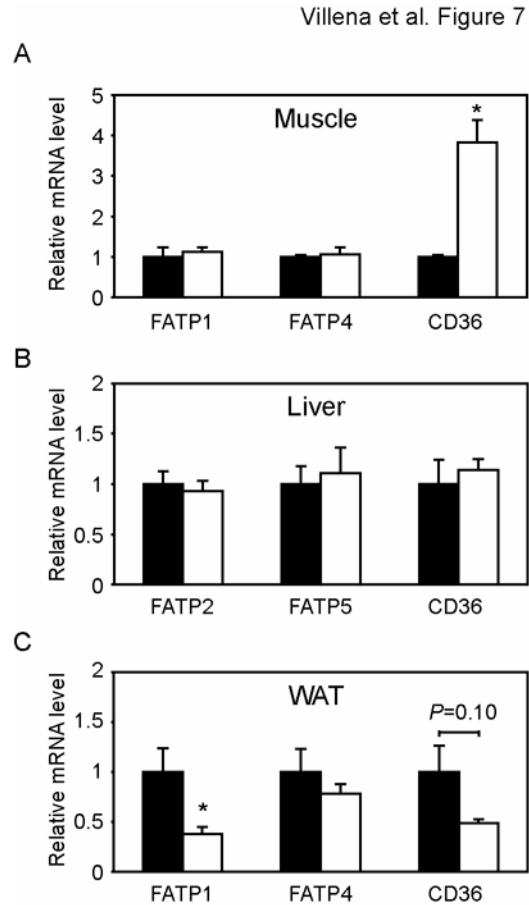 Villena et al. Figure 7
A
Relative mRNA level
5
4
3
2
1
0
Muscle
*
FATP1 FATP4 CD36
B
Relative mRNA level
2
1.5
1
0.5
0
Liver
FATP2 FATP5 CD36
C
Relative mRNA level
2
1.5
1
0.5
0
WAT
P=0.10
*
FATP1 FATP4 CD36